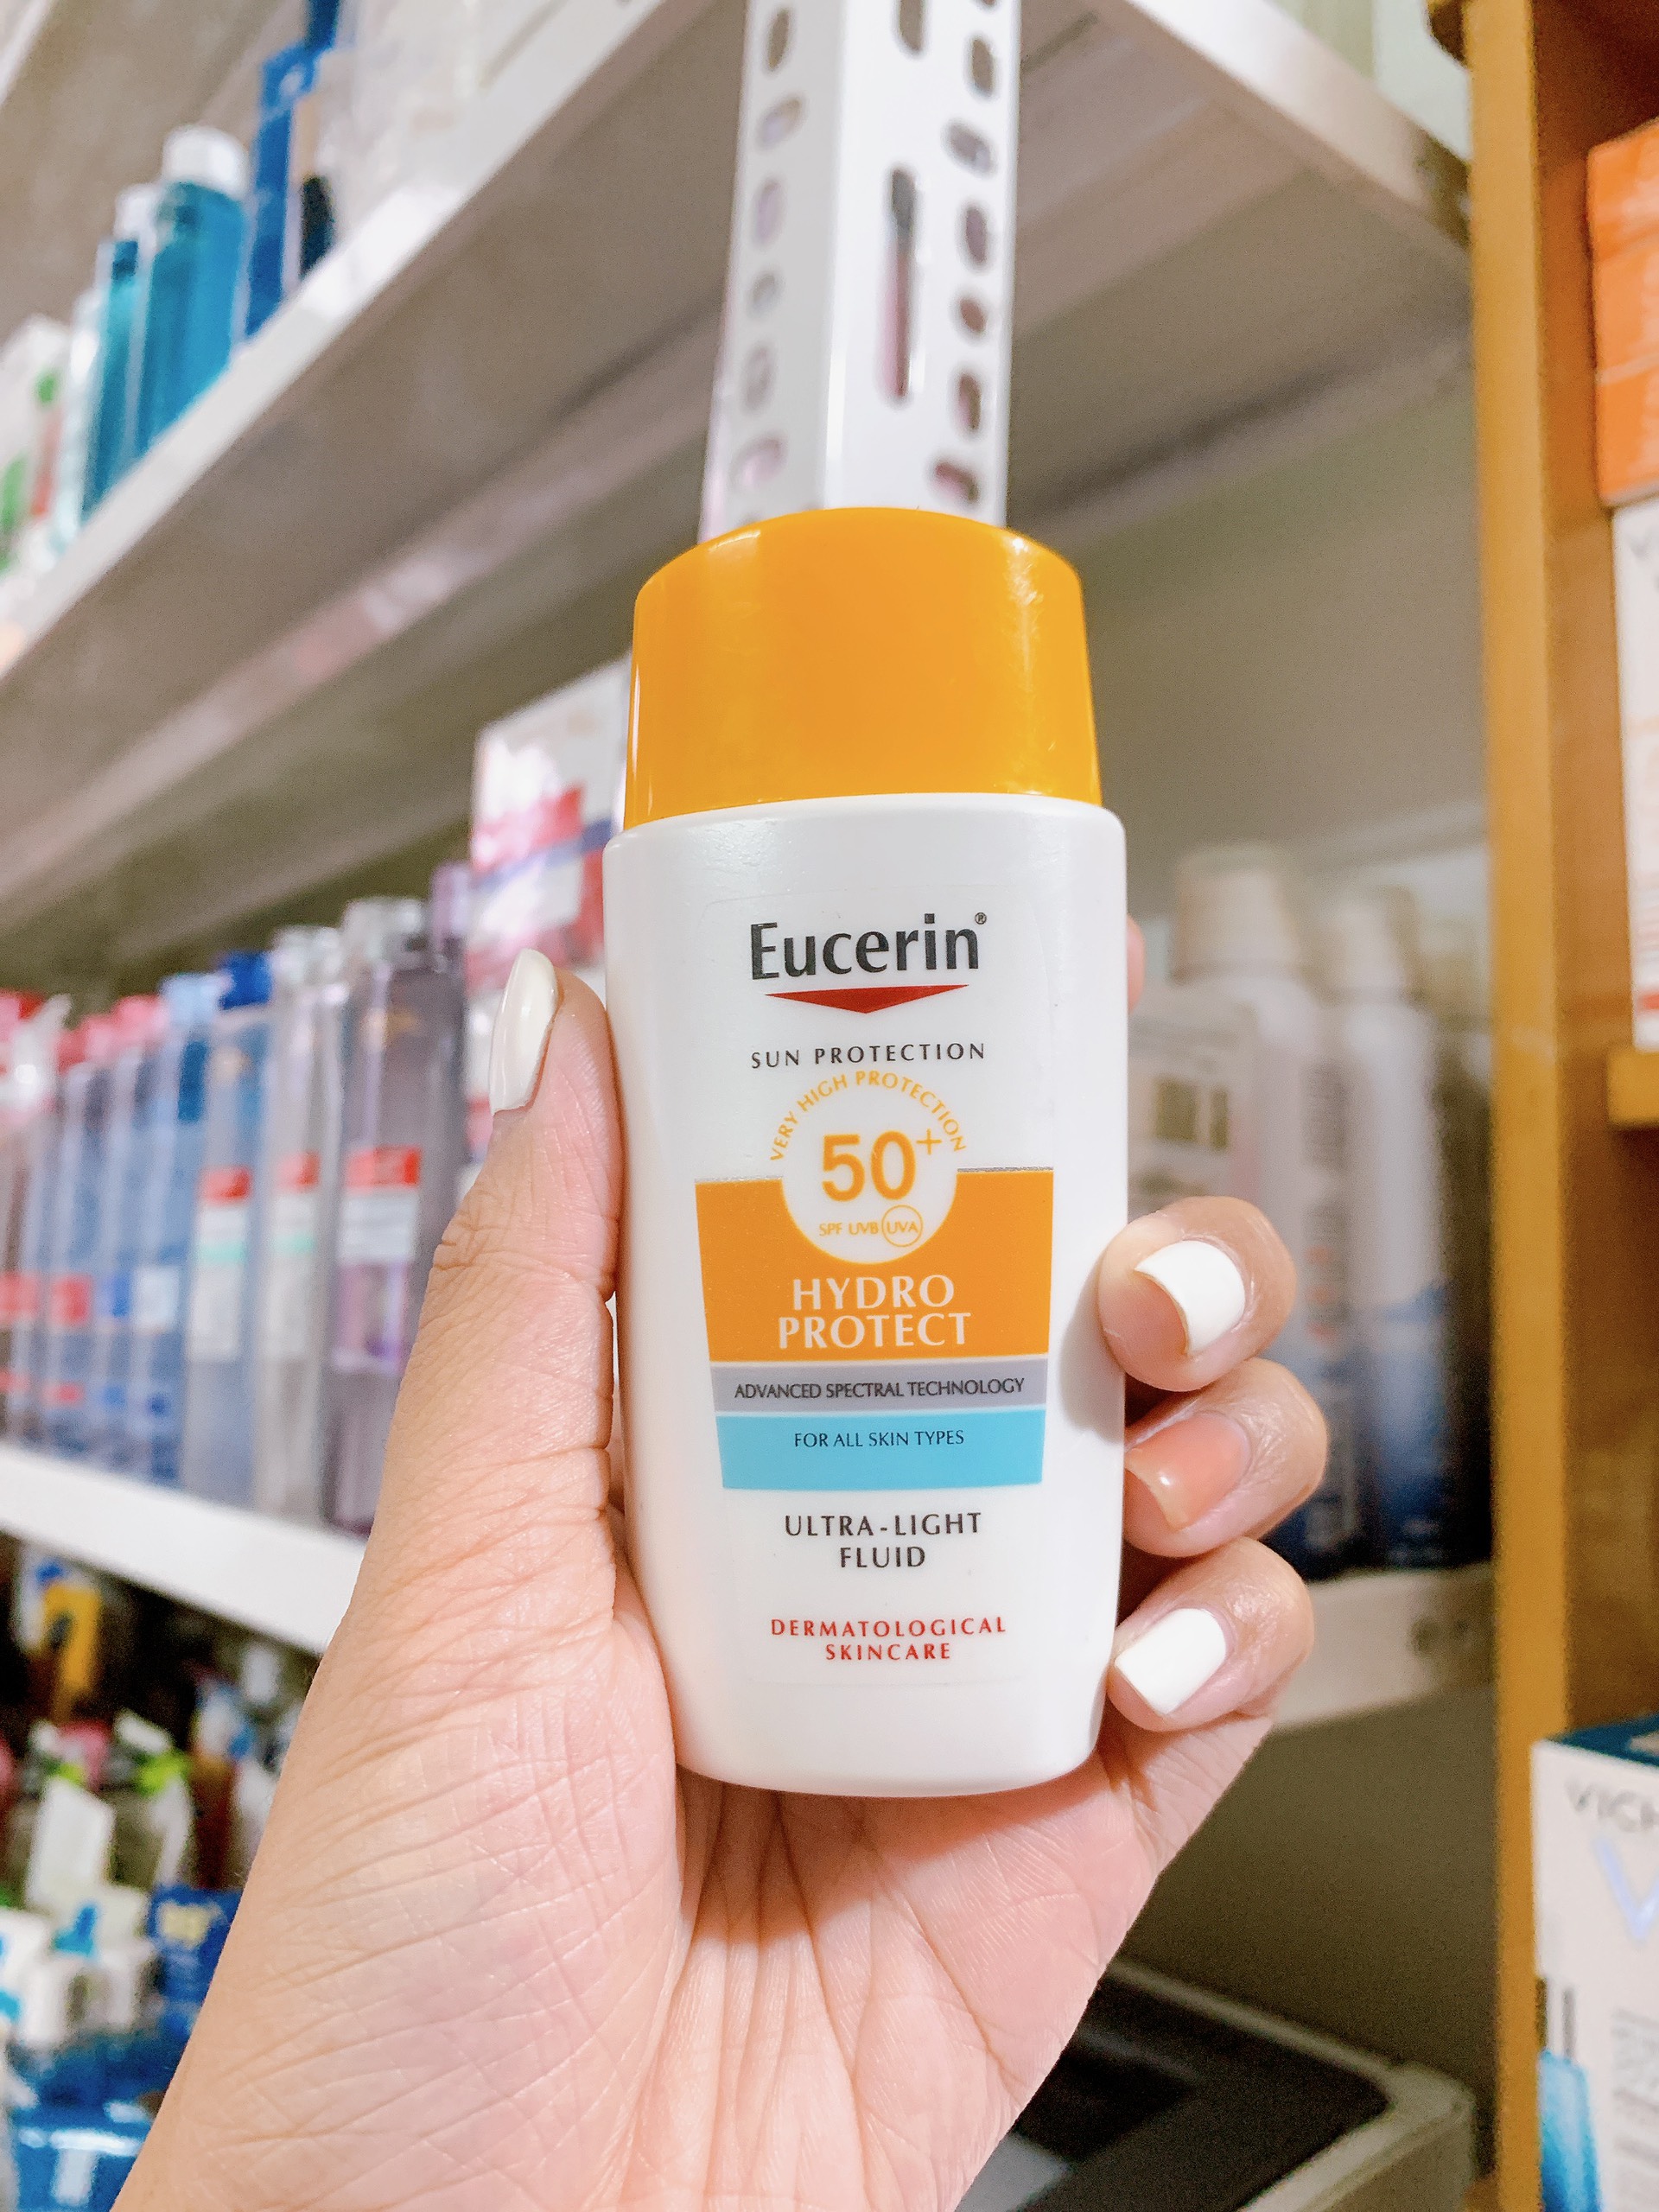 Eucerin®
SUN PROTECTION
VERY HIGH PROTECTION
50+
SPF UVB UVA
HYDRO
PROTECT
ADVANCED SPECTRAL TECHNOLOGY
FOR ALL SKIN TYPES
ULTRA-LIGHT
FLUID
DERMATOLOGICAL
SKINCARE
VICH